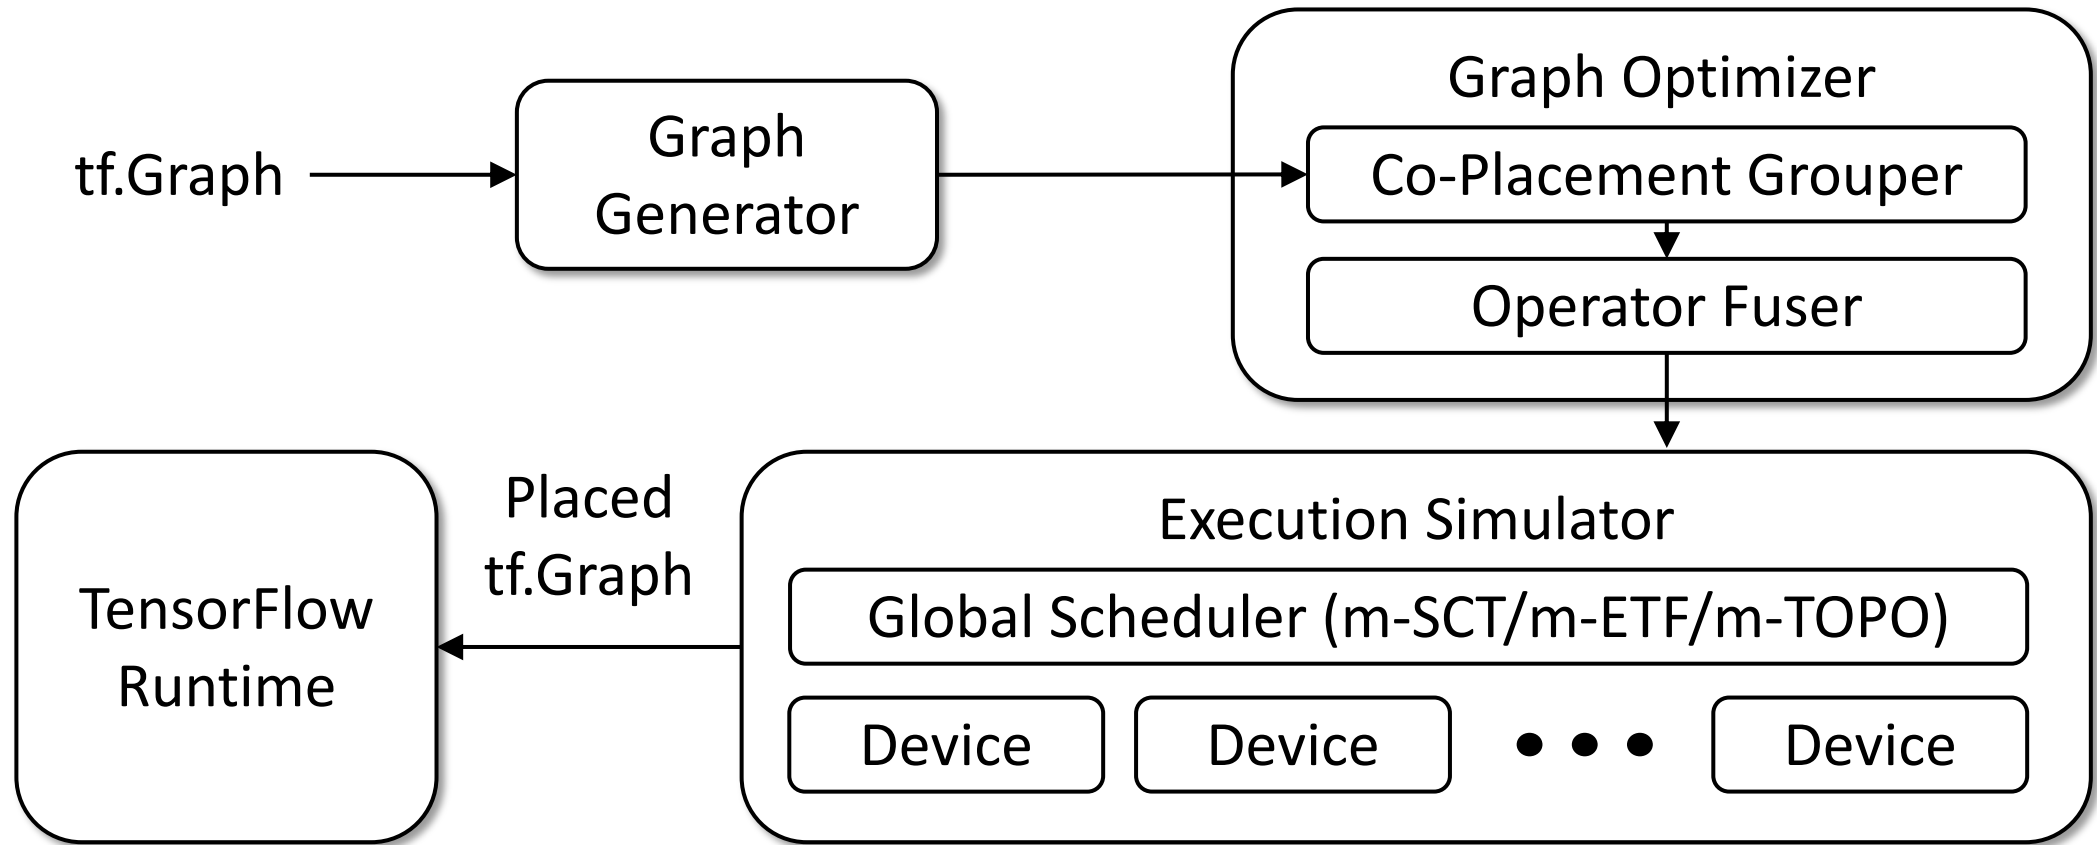 tf.Graph
Graph
Generator
Graph Optimizer
Co-Placement Grouper
Operator Fuser
Execution Simulator
Global Scheduler (m-SCT/m-ETF/m-TOPO)
Device
Device
• • •
Device
Placed
tf.Graph
TensorFlow
Runtime